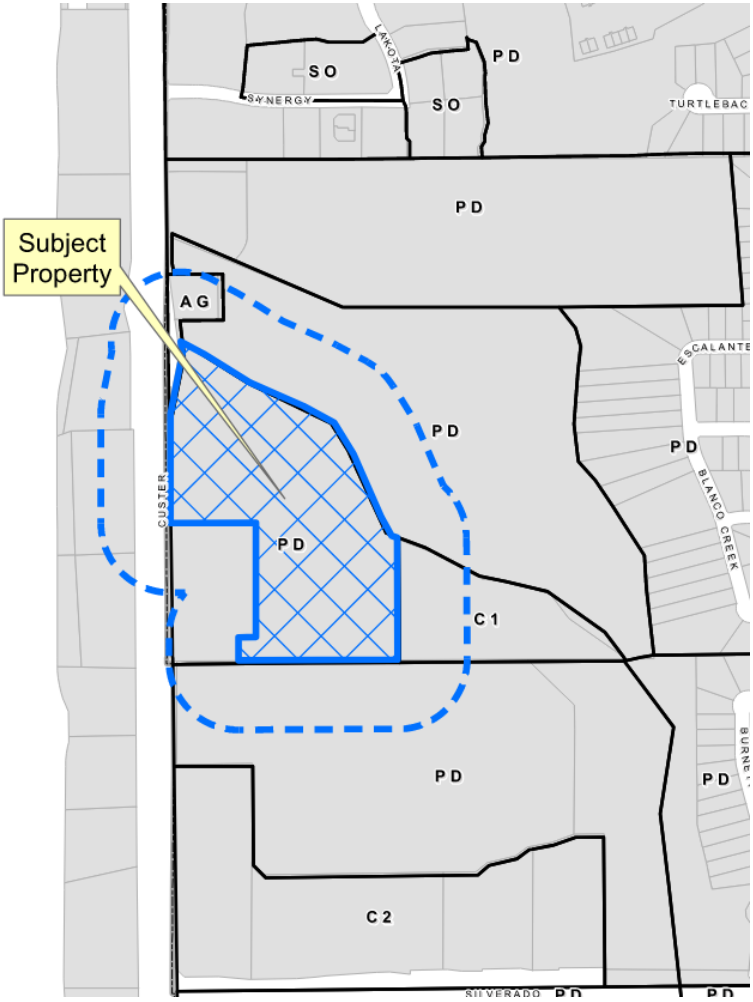 LAKOTA
PD
SO
SYNERGY
SO
TURTLEBAC
PD
Subject
Property
AG
ESCALANTE
PD
PD
CUSTER
BLANCO CREEK
PD
C1
BURNET
PD
PD
C2
SILVERADO
PD
PD